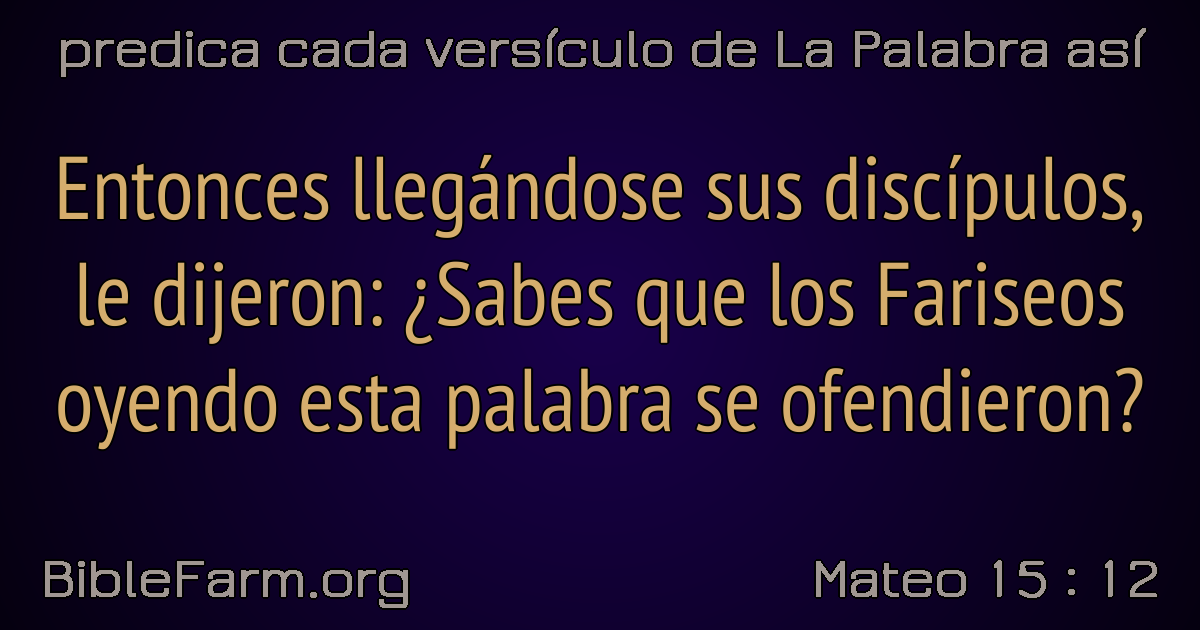 predica cada versículo de La Palabra así
Entonces llegándose sus discípulos,
le dijeron: ¿Sabes que los Fariseos
oyendo esta palabra se ofendieron?
BibleFarm.org
Mateo 15 : 12